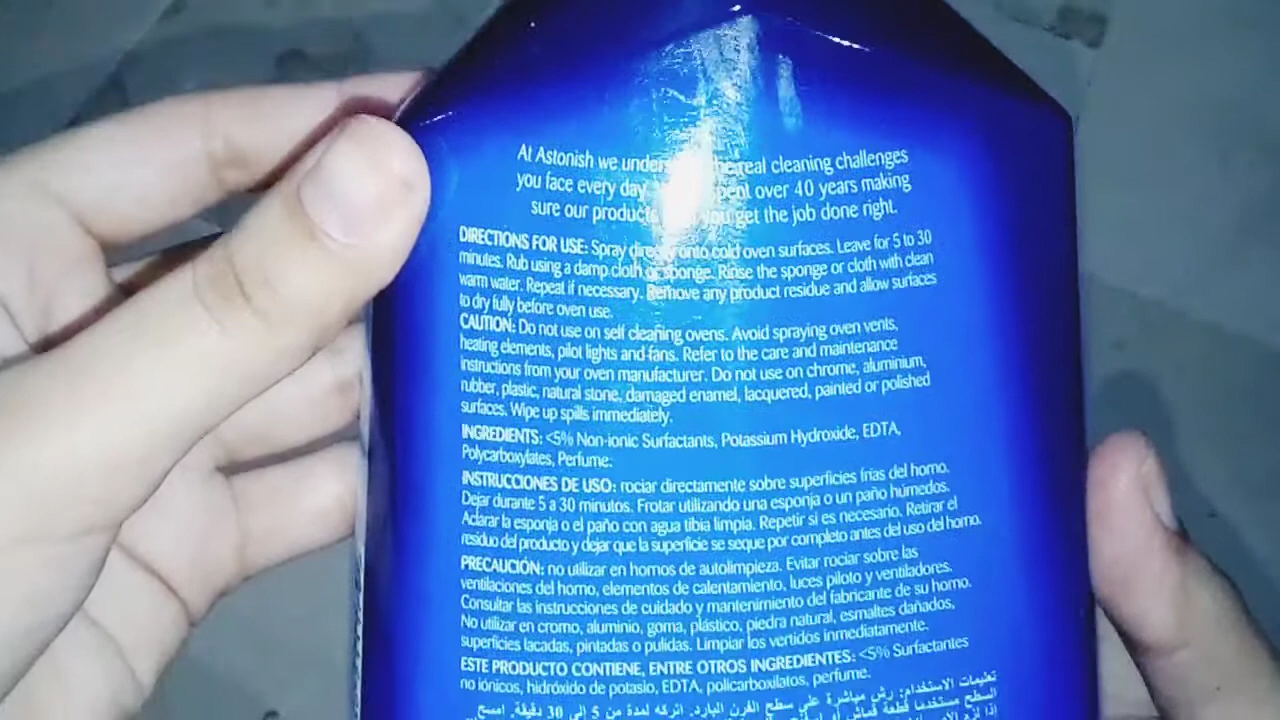 At Astonish we the real cleaning challenges
you face every day. spent over 40 years making
sure our products you get the job done right.
DIRECTIONS FOR USE: Spray directly onto cold oven surfaces. Leave for 5 to 30
minutes. Rub using a damp cloth or sponge. Rinse the sponge or cloth with clean
warm water. Repeat if necessary. Remove any product residue and allow surfaces
to dry fully before oven use.
CAUTION: Do not use on self cleaning ovens. Avoid spraying oven vents,
heating elements, pilot lights and fans. Refer to the care and maintenance
instructions from your oven manufacturer. Do not use on chrome, aluminium,
rubber, plastic, natural stone, damaged enamel, lacquered, painted or polished
surfaces. Wipe up spills immediately.
INGREDIENTS: <5% Non-ionic Surfactants, Potassium Hydroxide, EDTA,
Polycarboxylates, Perfume.
INSTRUCCIONES DE USO: rociar directamente sobre superficies frías del horno.
Dejar durante 5 a 30 minutos. Frotar utilizando una esponja o un paño húmedos.
Aclarar la esponja o el paño con agua tibia limpia. Repetir si es necesario. Retirar el
residuo del producto y dejar que la superficie se seque por completo antes del uso del horno.
PRECAUCIÓN: no utilizar en hornos de autolimpieza. Evitar rociar sobre las
ventilaciones del horno, elementos de calentamiento, luces piloto y ventiladores.
Consultar las instrucciones de cuidado y mantenimiento del fabricante de su horno.
No utilizar en cromo, aluminio, goma, plástico, piedra natural, esmaltes dañados,
superficies lacadas, pintadas o pulidas. Limpiar los vertidos inmediatamente.
ESTE PRODUCTO CONTIENE, ENTRE OTROS INGREDIENTES: <5% Surfactantes
no iónicos, hidróxido de potasio, EDTA, policarboxilatos, perfume.
تعليمات الاستخدام: رش مباشرة على سطح الفرن البارد. اتركه لمدة من 5 إلى 30 دقيقة. امسح
السطح مستخدما قطعة قماش أو